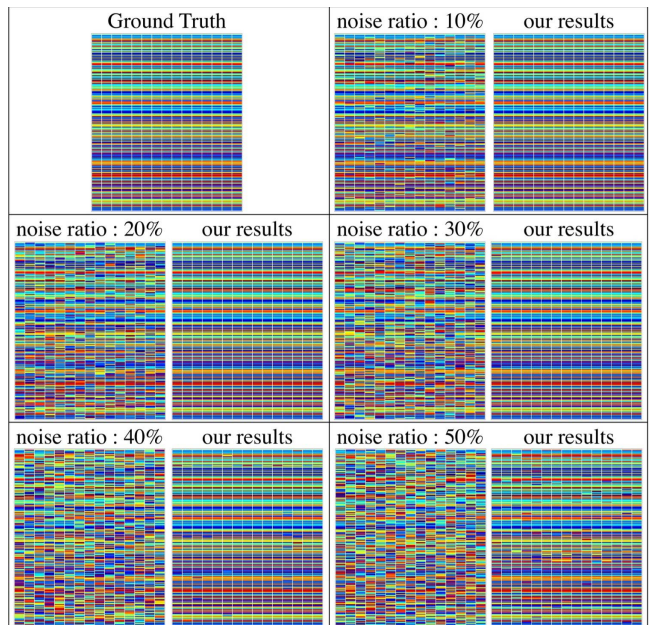 Ground Truth
noise ratio : 10% our results
noise ratio : 20% our results
noise ratio : 30% our results
noise ratio : 40% our results
noise ratio : 50% our results